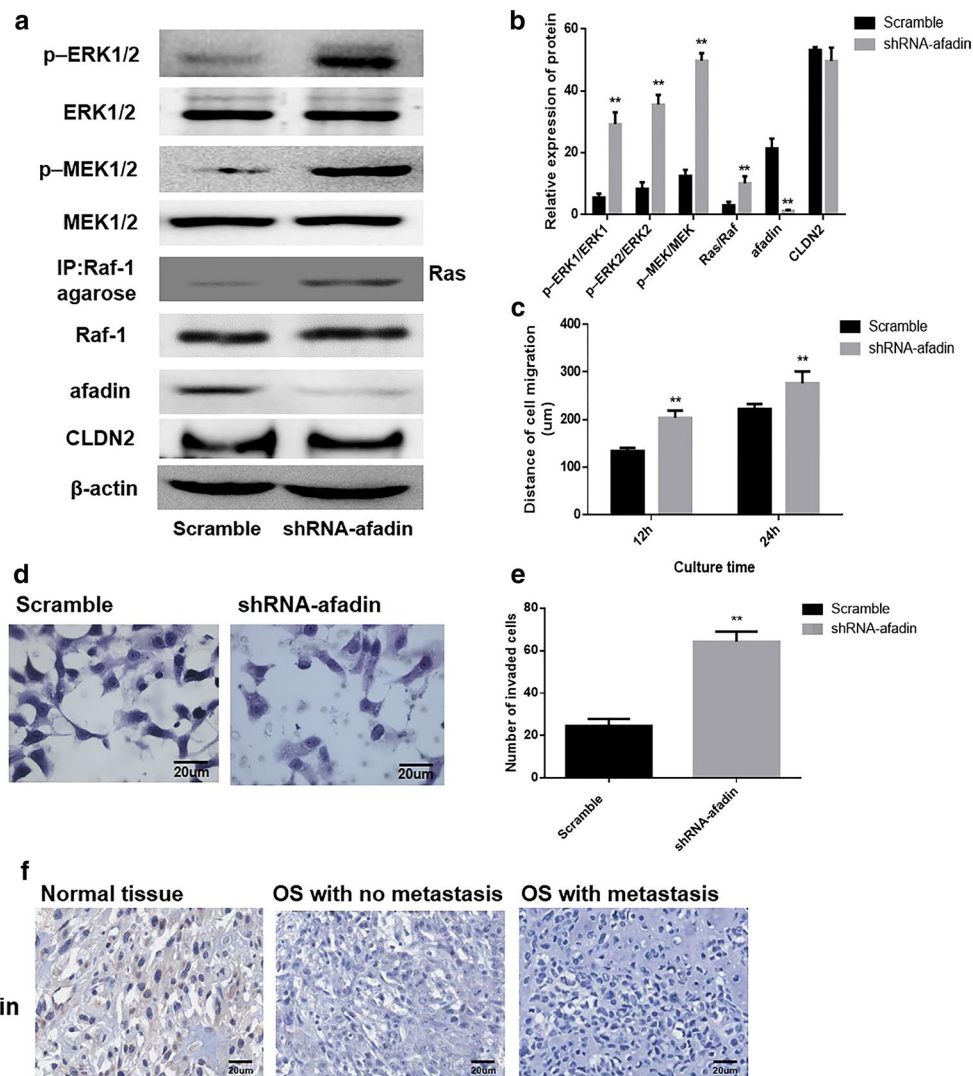 a
p–ERK1/2
ERK1/2
p–MEK1/2
MEK1/2
IP:Raf-1
agarose
Ras
Raf-1
afadin
CLDN2
β-actin
Scramble shRNA-afadin
b
Scramble
shRNA-afadin
Relative expression of protein
60
40
20
0
**
**
**
**
**
p–ERK1/ERK1
p–ERK2/ERK2
p–MEK/MEK
Ras/Raf
afadin
CLDN2
c
Scramble
shRNA-afadin
Distance of cell migration
(um)
400
300
200
100
0
**
**
12h
24h
Culture time
d
Scramble
shRNA-afadin
20um
20um
e
Scramble
shRNA-afadin
Number of invaded cells
80
60
40
20
0
**
Scramble
shRNA-afadin
f
Normal tissue
OS with no metastasis
OS with metastasis
in
20um
20um
20um